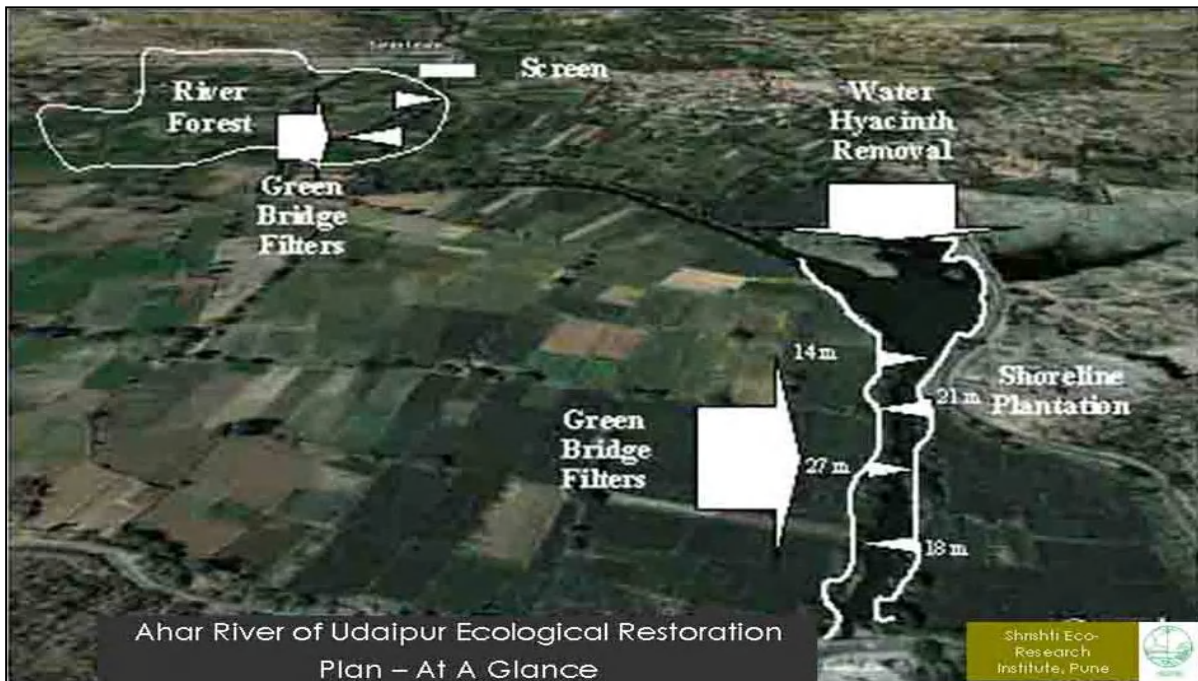 Screen
River
Forest
Water
Hyacinth
Removal
Green
Bridge
Filters
14 m
21 m
Shoreline
Plantation
Green
Bridge
Filters
27 m
18 m
Ahar River of Udaipur Ecological Restoration
Plan – At A Glance
Shrishti Eco-
Research
Institute, Pune